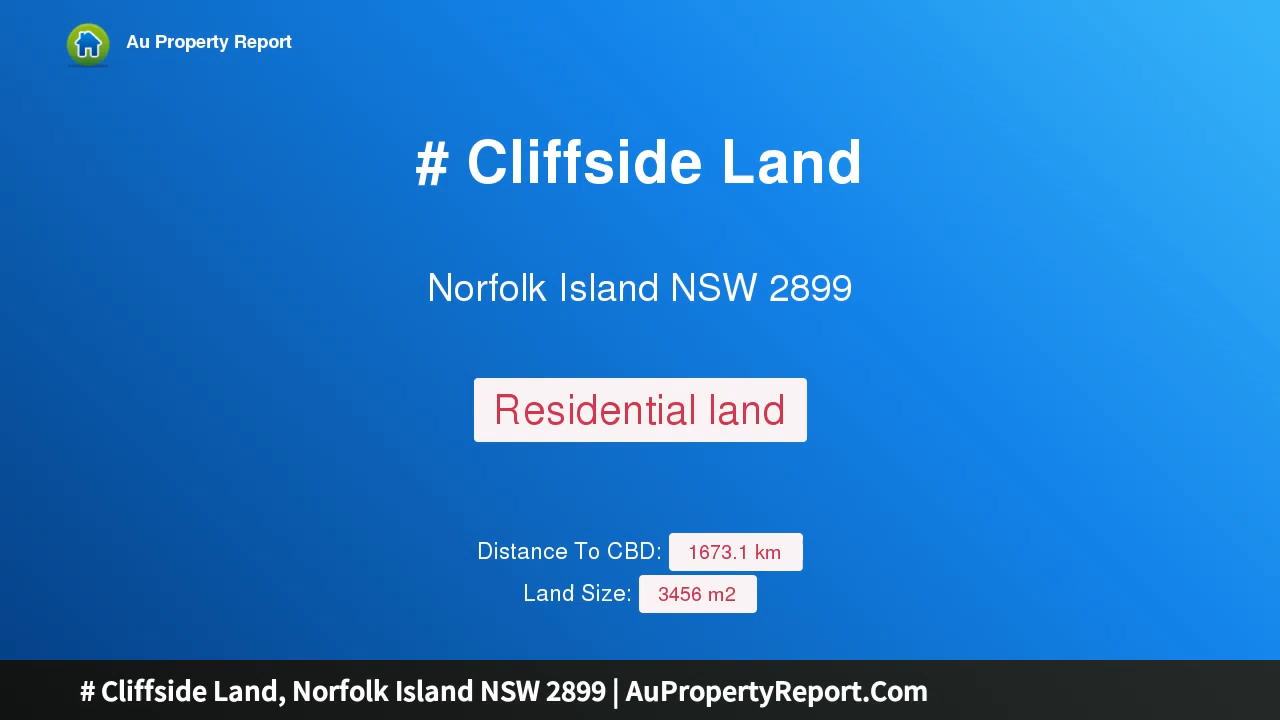 Au Property Report
# Cliffside Land
Norfolk Island NSW 2899
Residential land
Distance To CBD: 1673.1 km
Land Size: 3456 m2
# Cliffside Land, Norfolk Island NSW 2899 | AuPropertyReport.Com